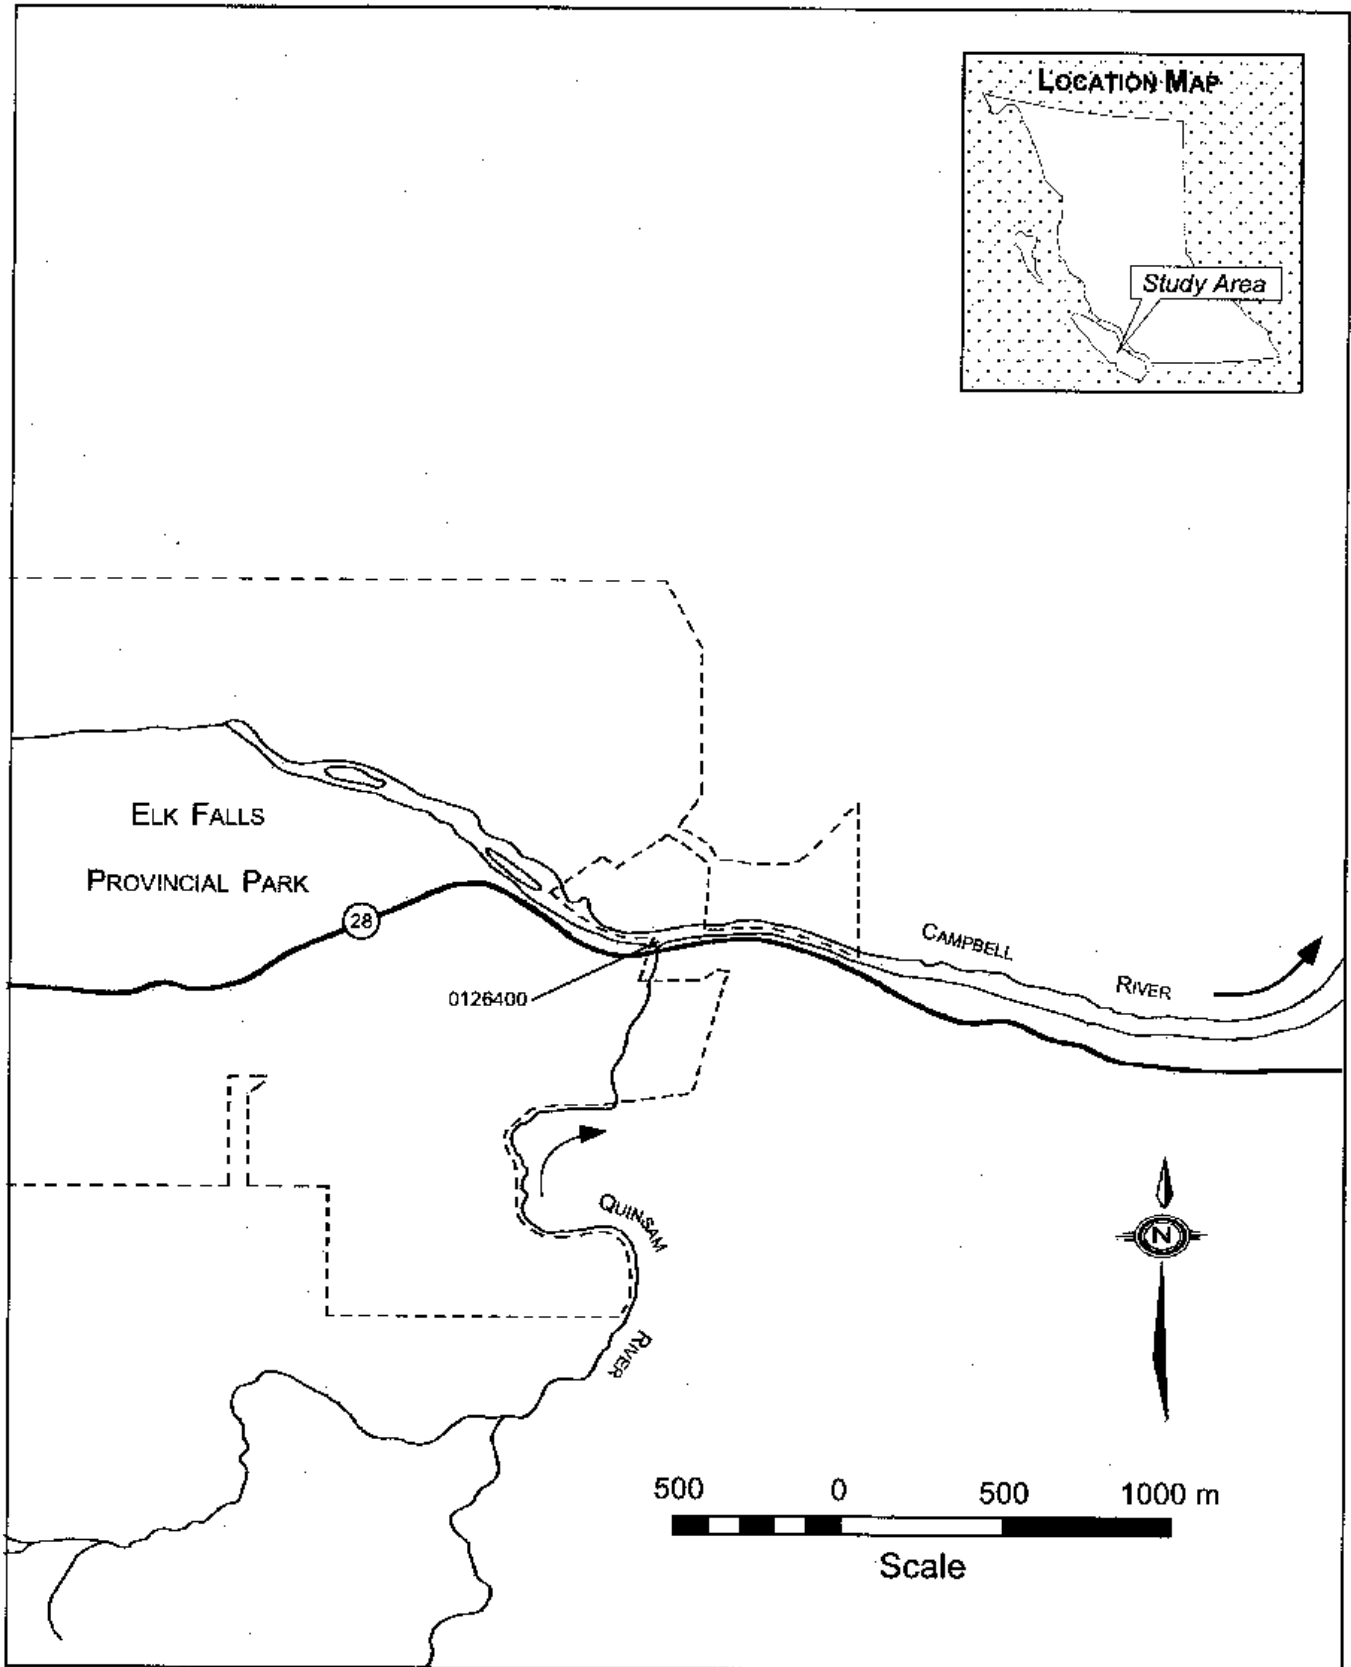 LOCATION MAP
Study Area
ELK FALLS
PROVINCIAL PARK
28
CAMPBELL
RIVER
0126400
QUINSAM
RIVER
N
500 0 500 1000 m
Scale